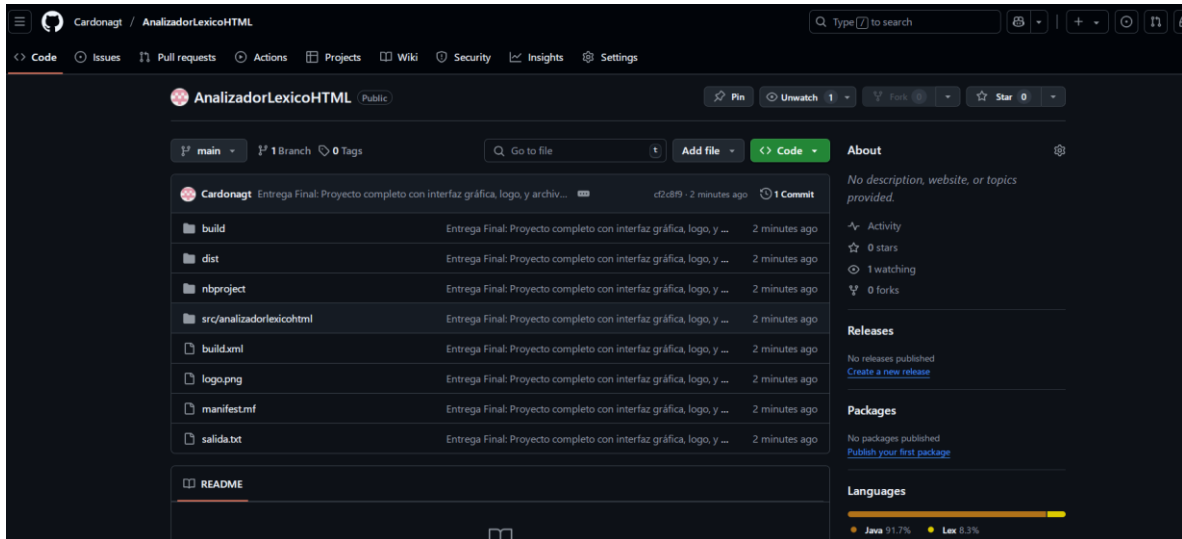 Cardonagt / AnalizadorLexicoHTML
Type / to search
Code Issues Pull requests Actions Projects Wiki Security Insights Settings
AnalizadorLexicoHTML Public
Pin Unwatch 1 Fork 0 Star 0
main 1 Branch 0 Tags Go to file t Add file Code
Cardonagt Entrega Final: Proyecto completo con interfaz gráfica, logo, y archiv... cf2c8f9 · 2 minutes ago 1 Commit
build Entrega Final: Proyecto completo con interfaz gráfica, logo, y ... 2 minutes ago
dist Entrega Final: Proyecto completo con interfaz gráfica, logo, y ... 2 minutes ago
nbproject Entrega Final: Proyecto completo con interfaz gráfica, logo, y ... 2 minutes ago
src/analizadorlexicohtml Entrega Final: Proyecto completo con interfaz gráfica, logo, y ... 2 minutes ago
build.xml Entrega Final: Proyecto completo con interfaz gráfica, logo, y ... 2 minutes ago
logo.png Entrega Final: Proyecto completo con interfaz gráfica, logo, y ... 2 minutes ago
manifest.mf Entrega Final: Proyecto completo con interfaz gráfica, logo, y ... 2 minutes ago
salida.txt Entrega Final: Proyecto completo con interfaz gráfica, logo, y ... 2 minutes ago
README
About
No description, website, or topics
provided.
Activity
0 stars
1 watching
0 forks
Releases
No releases published
Create a new release
Packages
No packages published
Publish your first package
Languages
Java 91.7% Lex 8.3%